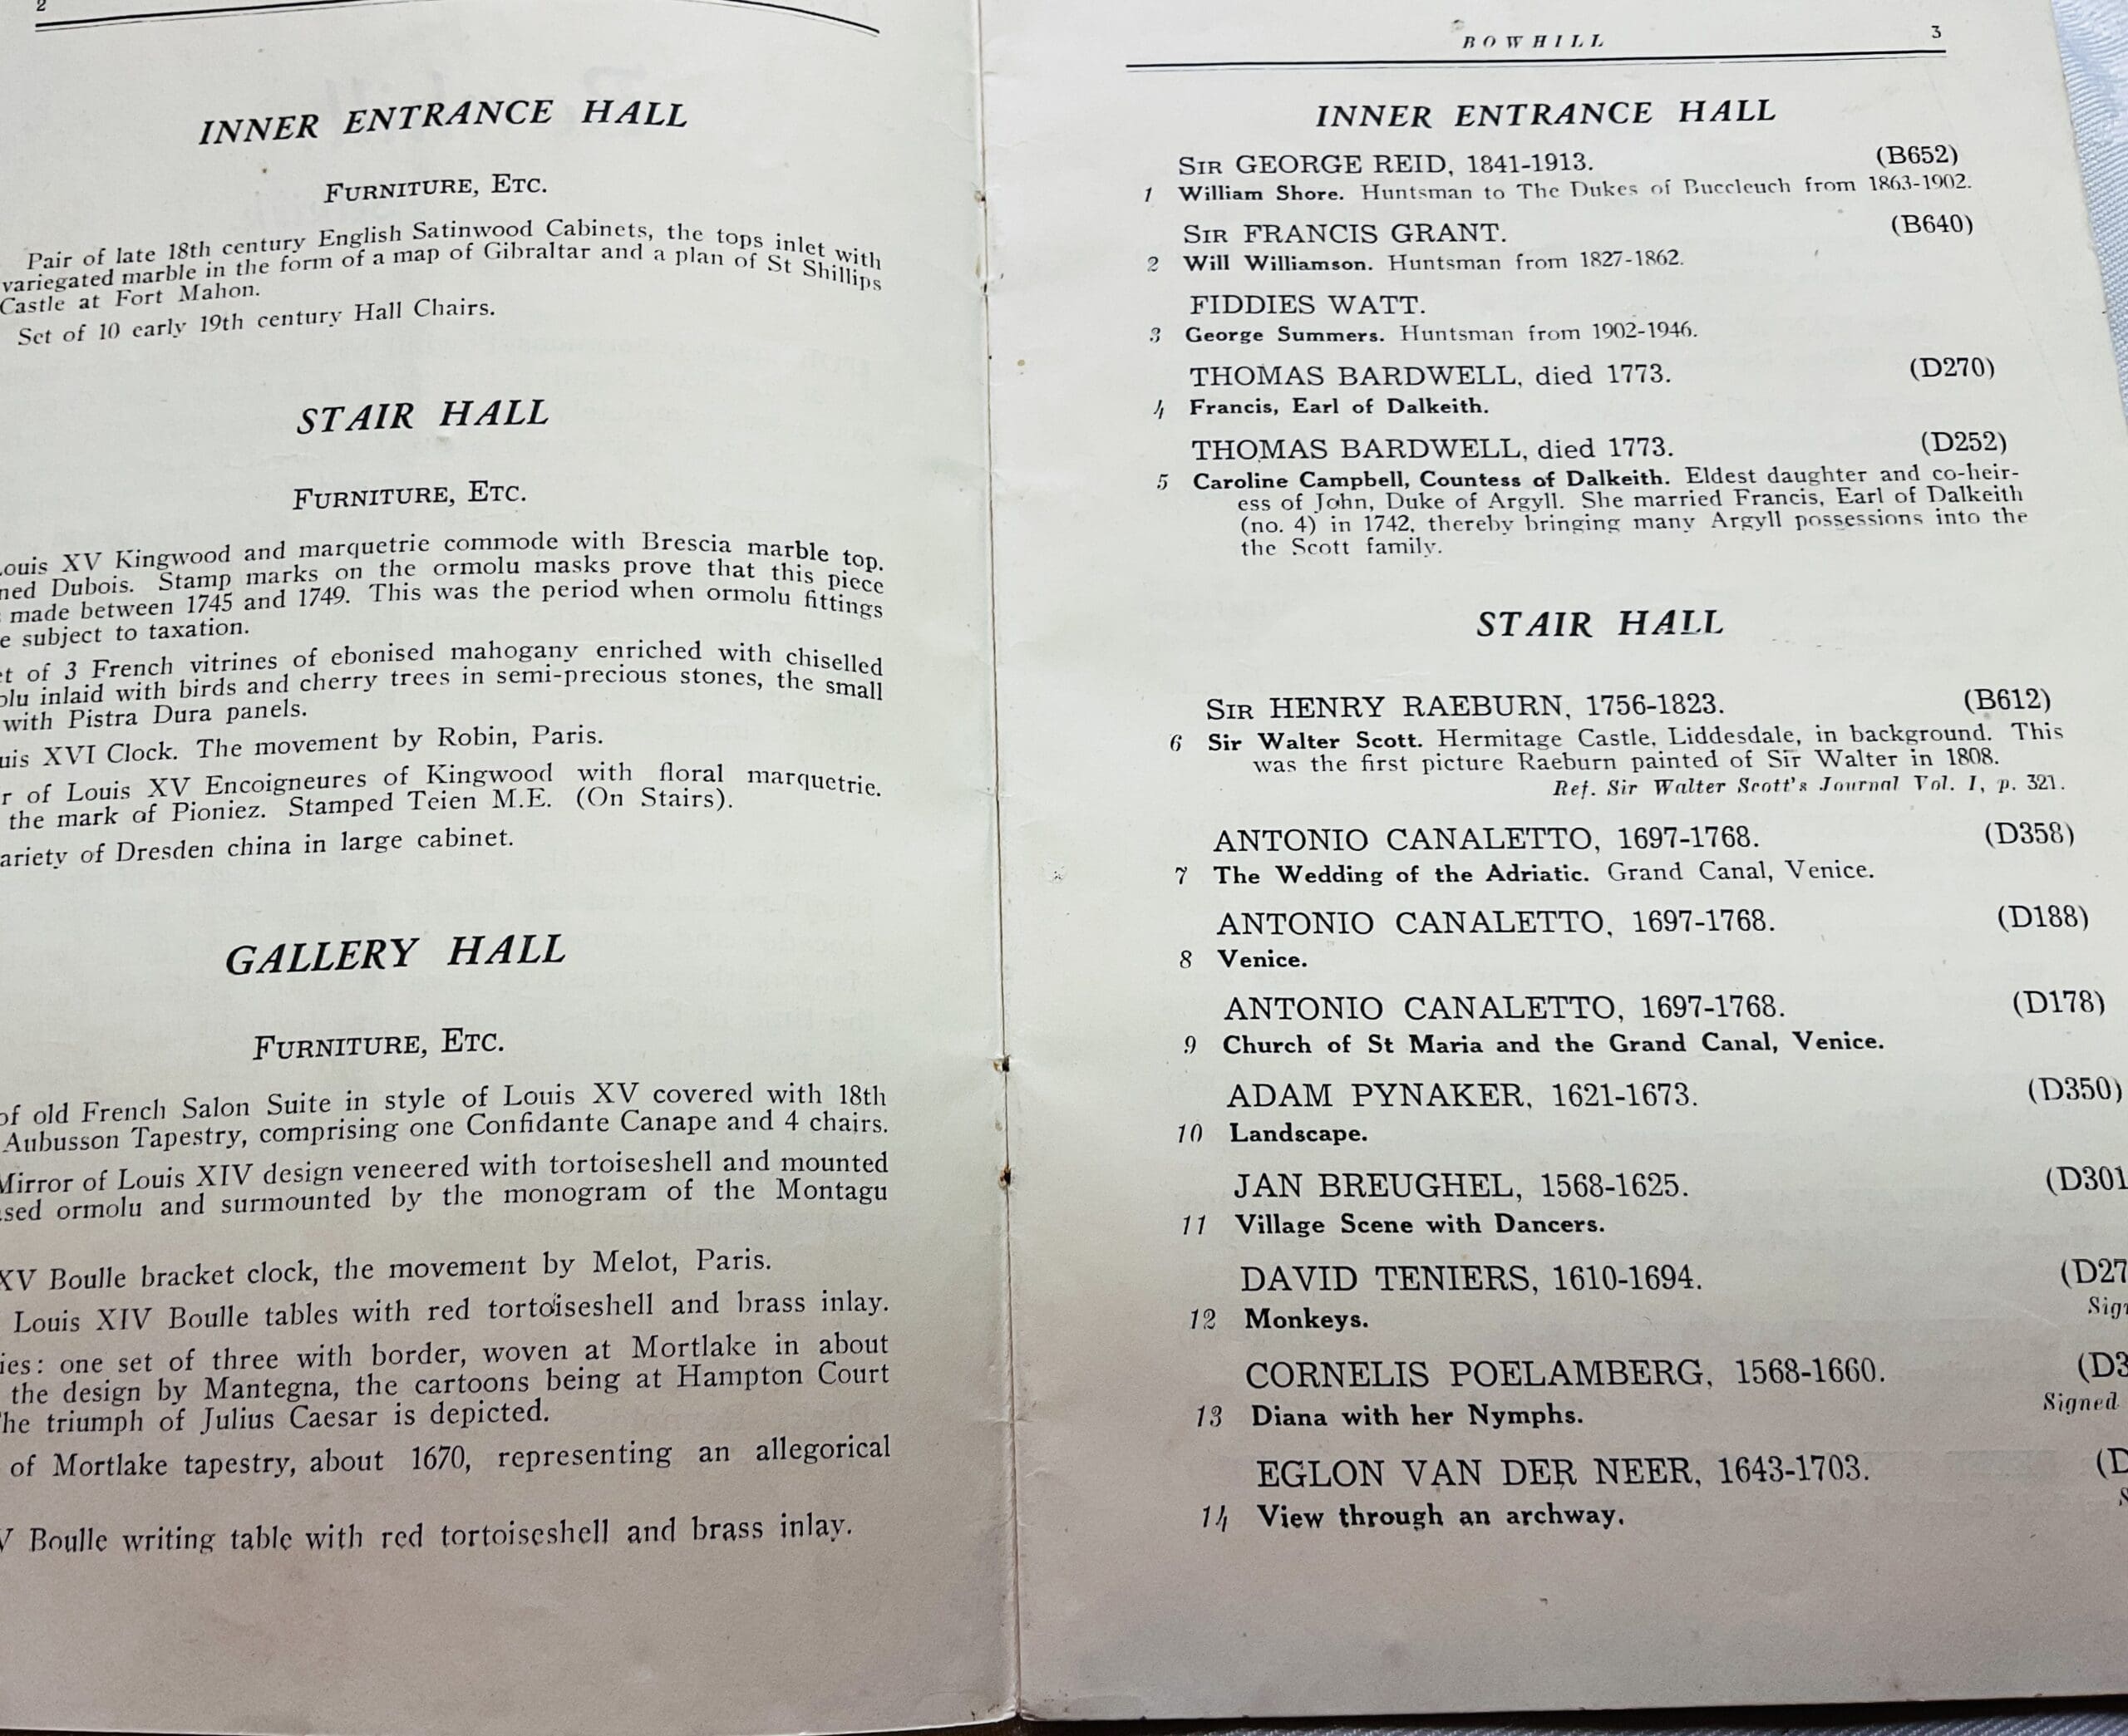 2
INNER ENTRANCE HALL
FURNITURE, ETC.
Pair of late 18th century English Satinwood Cabinets, the tops inlet with
variegated marble in the form of a map of Gibraltar and a plan of St Shillips
Castle at Fort Mahon.
Set of 10 early 19th century Hall Chairs.
STAIR HALL
FURNITURE, ETC.
XV Kingwood and marquetrie commode with Brescia marble top.
Dubois. Stamp marks on the ormolu masks prove that this piece
made between 1745 and 1749. This was the period when ormolu fittings
subject to taxation.
of 3 French vitrines of ebonised mahogany enriched with chiselled
inlaid with birds and cherry trees in semi-precious stones, the small
with Pistra Dura panels.
XVI Clock. The movement by Robin, Paris.
of Louis XV Encoigneures of Kingwood with floral marquetrie.
the mark of Pioniez. Stamped Teien M.E. (On Stairs).
of Dresden china in large cabinet.
GALLERY HALL
FURNITURE, ETC.
of old French Salon Suite in style of Louis XV covered with 18th
Aubusson Tapestry, comprising one Confidante Canape and 4 chairs.
Mirror of Louis XIV design veneered with tortoiseshell and mounted
ormolu and surmounted by the monogram of the Montagu
XV Boulle bracket clock, the movement by Melot, Paris.
Louis XIV Boulle tables with red tortoiseshell and brass inlay.
one set of three with border, woven at Mortlake in about
the design by Mantegna, the cartoons being at Hampton Court
The triumph of Julius Caesar is depicted.
of Mortlake tapestry, about 1670, representing an allegorical
Boulle writing table with red tortoiseshell and brass inlay.
BOWHILL 3
INNER ENTRANCE HALL
SIR GEORGE REID, 1841-1913. (B652)
1 William Shore. Huntsman to The Dukes of Buccleuch from 1863-1902.
SIR FRANCIS GRANT. (B640)
2 Will Williamson. Huntsman from 1827-1862.
FIDDIES WATT.
3 George Summers. Huntsman from 1902-1946.
THOMAS BARDWELL, died 1773. (D270)
4 Francis, Earl of Dalkeith.
THOMAS BARDWELL, died 1773. (D252)
5 Caroline Campbell, Countess of Dalkeith. Eldest daughter and co-heir-
ess of John, Duke of Argyll. She married Francis, Earl of Dalkeith
(no. 4) in 1742, thereby bringing many Argyll possessions into the
the Scott family.
STAIR HALL
SIR HENRY RAEBURN, 1756-1823. (B612)
6 Sir Walter Scott. Hermitage Castle, Liddesdale, in background. This
was the first picture Raeburn painted of Sir Walter in 1808.
Ref. Sir Walter Scott's Journal Vol. I, p. 321.
ANTONIO CANALETTO, 1697-1768. (D358)
7 The Wedding of the Adriatic. Grand Canal, Venice.
ANTONIO CANALETTO, 1697-1768. (D188)
8 Venice.
ANTONIO CANALETTO, 1697-1768. (D178)
9 Church of St Maria and the Grand Canal, Venice.
ADAM PYNAKER, 1621-1673. (D350)
10 Landscape.
JAN BREUGHEL, 1568-1625. (D301
11 Village Scene with Dancers.
DAVID TENIERS, 1610-1694. (D27
12 Monkeys.
CORNELIS POELAMBERG, 1568-1660. (D3
Signed
13 Diana with her Nymphs.
EGLON VAN DER NEER, 1643-1703. (D
14 View through an archway.